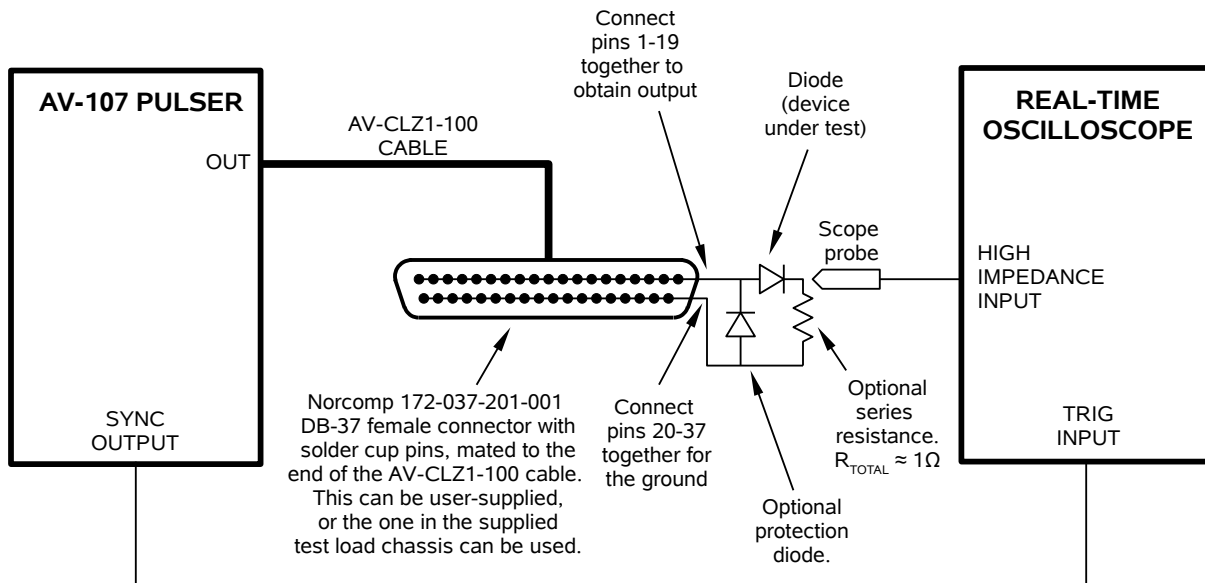 AV-107 PULSER
OUT
SYNC
OUTPUT
AV-CLZ1-100
CABLE
Connect
pins 1-19
together to
obtain output
Diode
(device
under test)
Scope
probe
REAL-TIME
OSCILLOSCOPE
HIGH
IMPEDANCE
INPUT
TRIG
INPUT
Norcomp 172-037-201-001
DB-37 female connector with
solder cup pins, mated to the
end of the AV-CLZ1-100 cable.
This can be user-supplied,
or the one in the supplied
test load chassis can be used.
Connect
pins 20-37
together for
the ground
Optional
protection
diode.
Optional
series
resistance.
R_TOTAL ≈ 1Ω